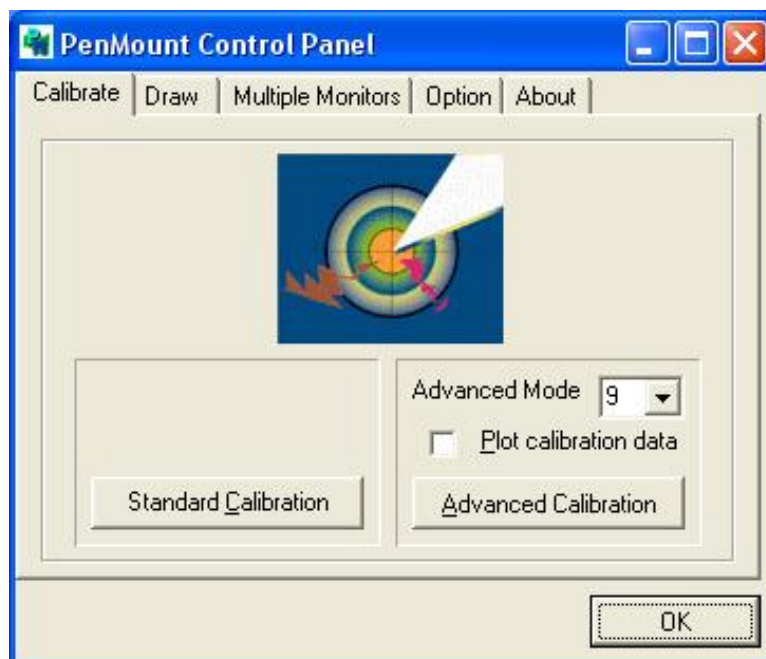 PenMount Control Panel
Calibrate Draw Multiple Monitors Option About
Advanced Mode 9
Plot calibration data
Standard Calibration Advanced Calibration
OK